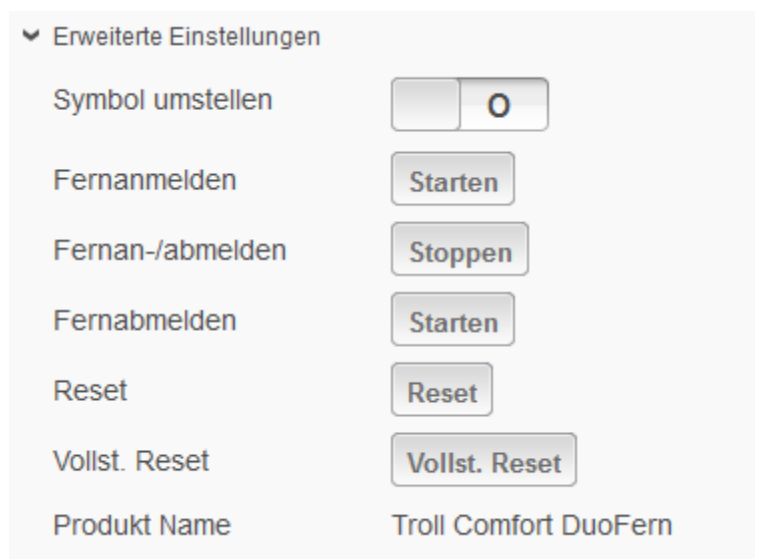 Erweiterte Einstellungen
Symbol umstellen O
Fernanmelden Starten
Fernan-/abmelden Stoppen
Fernabmelden Starten
Reset Reset
Vollst. Reset Vollst. Reset
Produkt Name Troll Comfort DuoFern